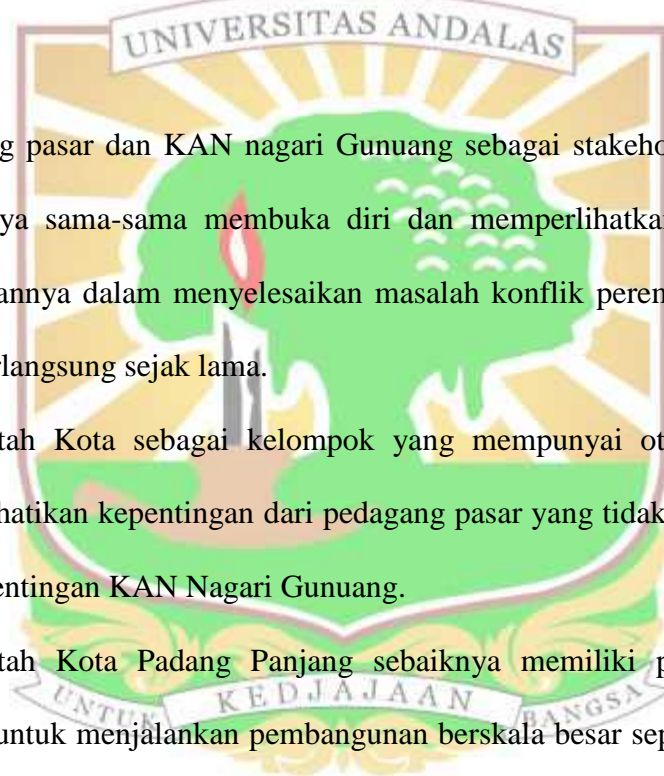 UNIVERSITAS ANDALAS
g pasar dan KAN nagari Gunuang sebagai stakeho
ya sama-sama membuka diri dan memperlihatkan
annya dalam menyelesaikan masalah konflik peren
rlangsung sejak lama.
tah Kota sebagai kelompok yang mempunyai ot
hatikan kepentingan dari pedagang pasar yang tidak
entingan KAN Nagari Gunuang.
tah Kota Padang Panjang sebaiknya memiliki p
UNTUK KEDJAJAAN BANGSA
untuk menjalankan pembangunan berskala besar sep